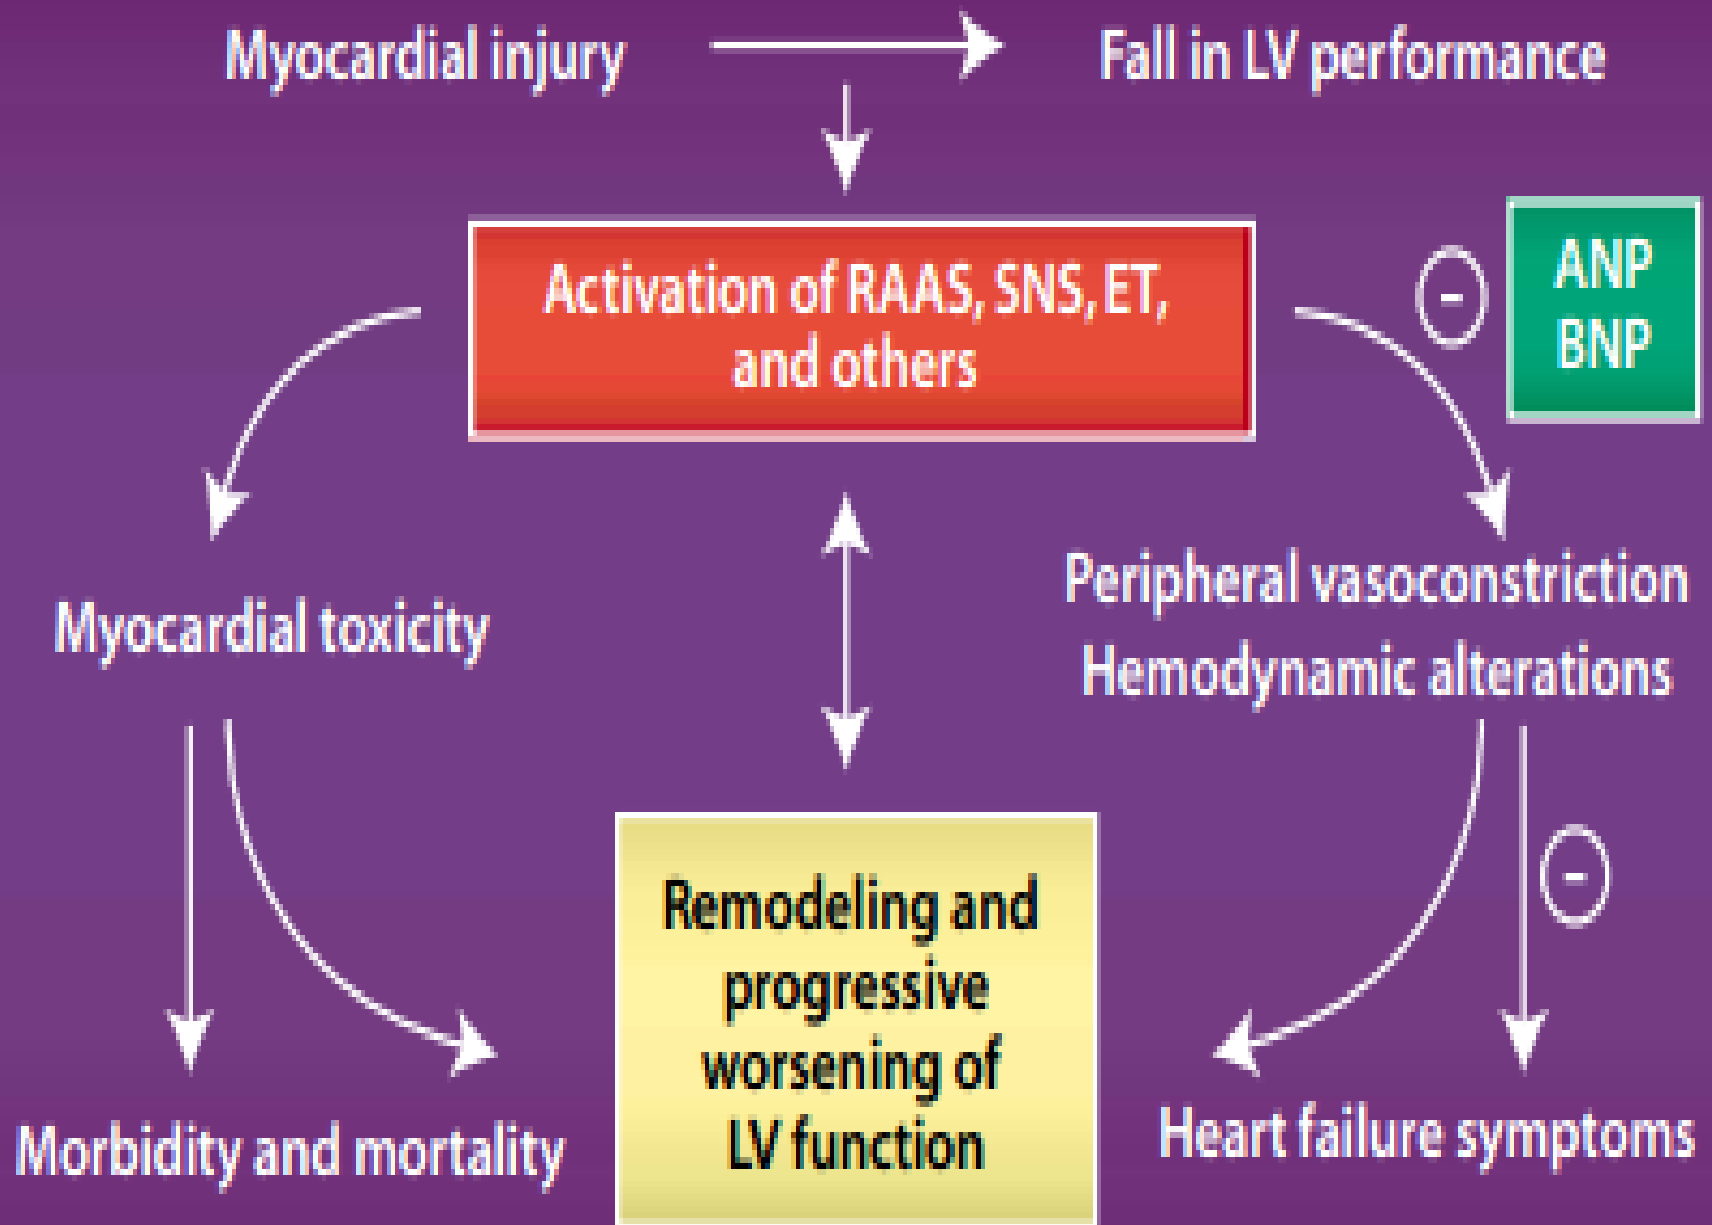 Myocardial injury
Fall in LV performance
Activation of RAAS, SNS, ET,
and others
-
ANP
BNP
Myocardial toxicity
Peripheral vasoconstriction
Hemodynamic alterations
-
Remodeling and
progressive
worsening of
LV function
Morbidity and mortality
Heart failure symptoms